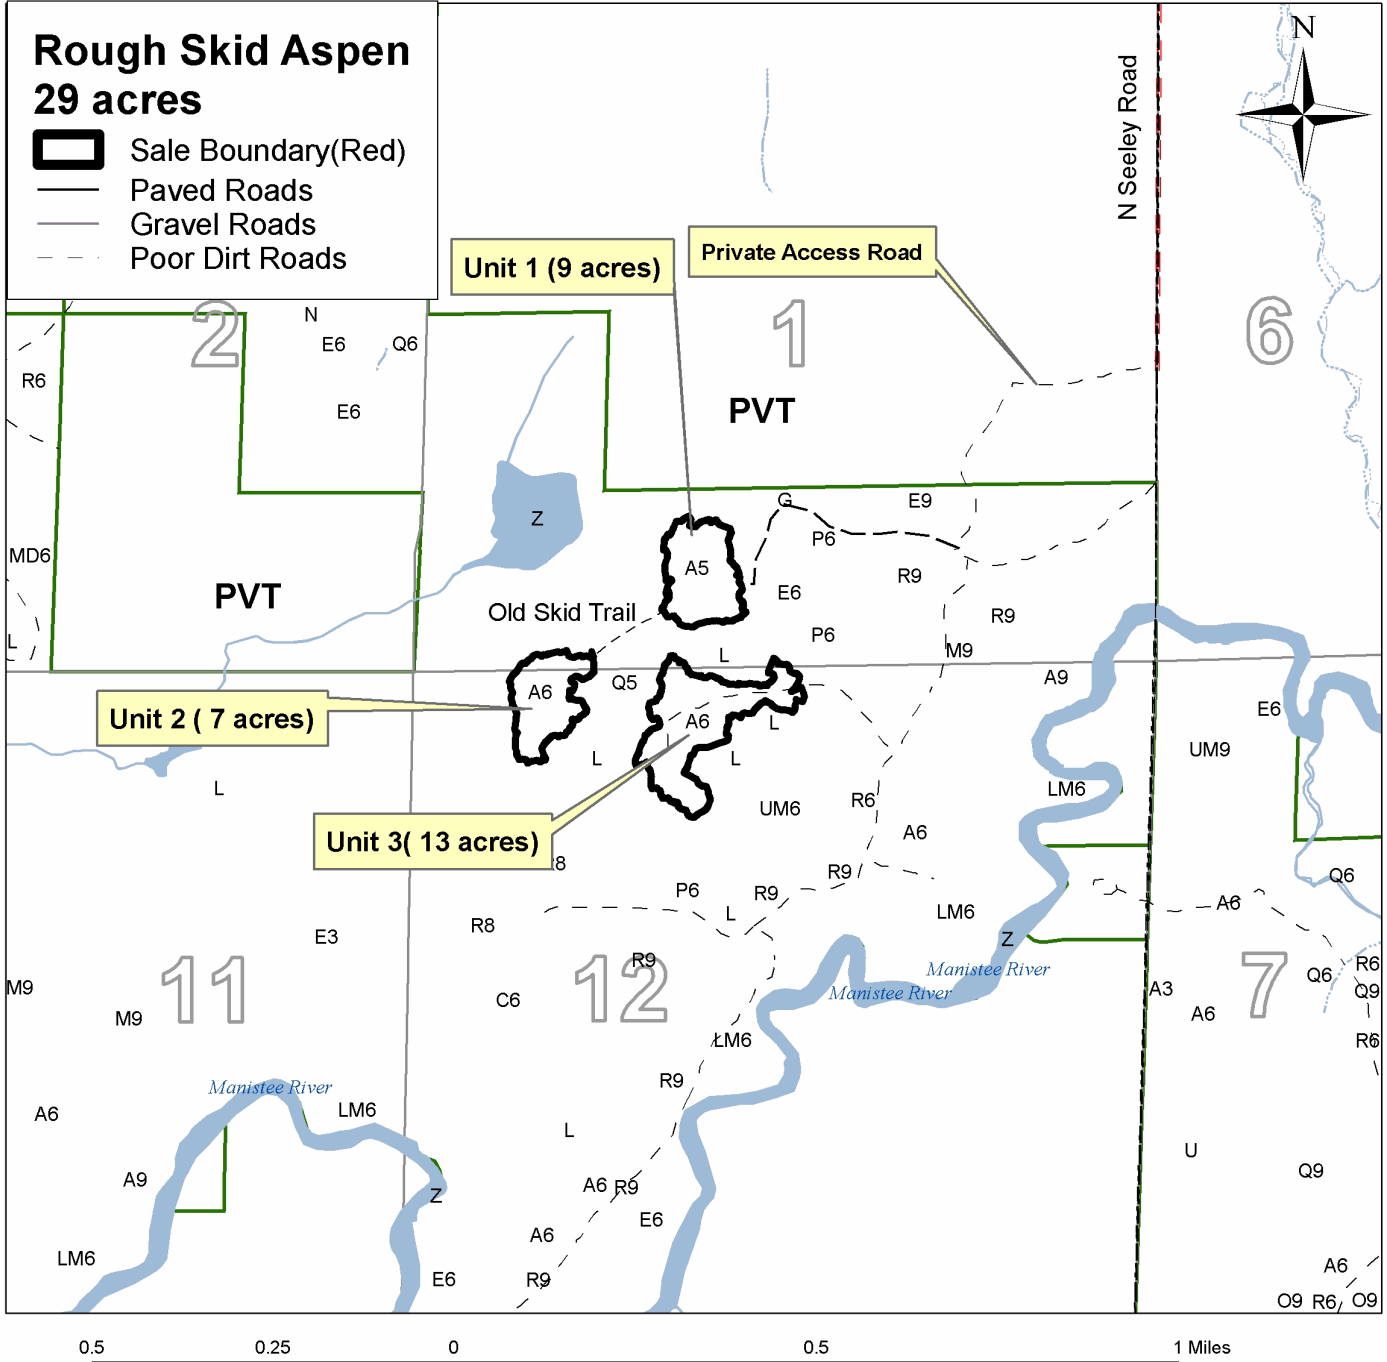 Rough Skid Aspen
29 acres
Sale Boundary(Red)
Paved Roads
Gravel Roads
Poor Dirt Roads
N
N Seeley Road
Unit 1 (9 acres)
Private Access Road
2
1
6
N
E6
Q6
R6
E6
PVT
Z
G
E9
P6
MD6
A5
R9
PVT
E6
Old Skid Trail
R9
P6
L
L
M9
A9
Q5
A6
E6
Unit 2 ( 7 acres)
A6
L
UM9
L
L
L
LM6
L
UM6
R6
A6
Unit 3( 13 acres)
8
R9
Q6
P6
R9
A6
L
LM6
R8
E3
Z
R9
11
12
7
Manistee River
Manistee River
R6
Q6
Q9
M9
A3
C6
M9
A6
LM6
R6
R9
Manistee River
LM6
A6
L
U
Q9
A9
A6
R9
Z
E6
A6
LM6
A6
E6
R9
O9
R6
O9
0.5
0.25
0
0.5
1 Miles